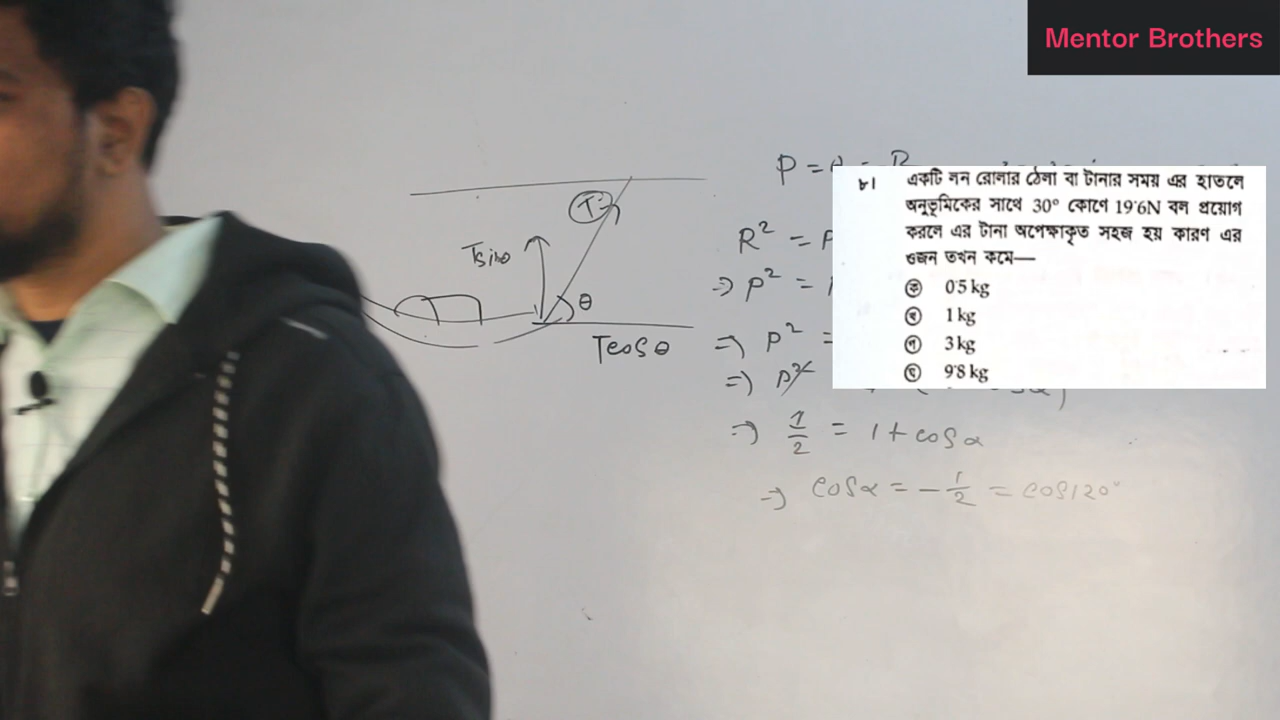 Mentor Brothers
P =
R² =
=> P² =
=> P² =
=> P²
=> 1/2 = 1 + cosα
=> cosα = -1/2 = cos120°
T
Tsinθ
θ
Tcosθ
৮। একটি লন রোলার ঠেলা বা টানার সময় এর হাতলে
অনুভূমিকের সাথে 30° কোণে 19·6N বল প্রয়োগ
করলে এর টানা অপেক্ষাকৃত সহজ হয় কারণ এর
ওজন তখন কমে—
ⓚ 0·5 kg
ⓚ 1 kg
ⓖ 3 kg
ⓖ 9·8 kg